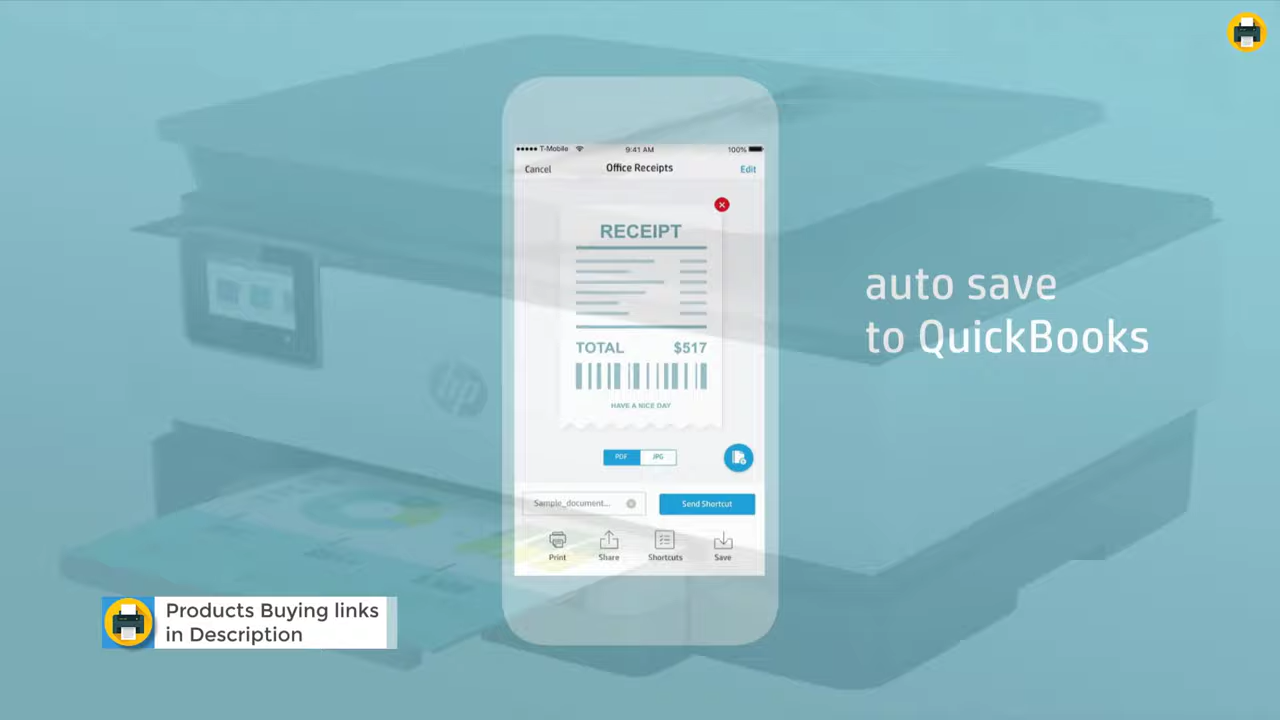 T-Mobile
9:41 AM
100%
Cancel
Office Receipts
Edit
RECEIPT
TOTAL $517
HAVE A NICE DAY
PDF
JPG
Sample_document...
Send Shortcut
Print
Share
Shortcuts
Save
auto save
to QuickBooks
hp
Products Buying links
in Description